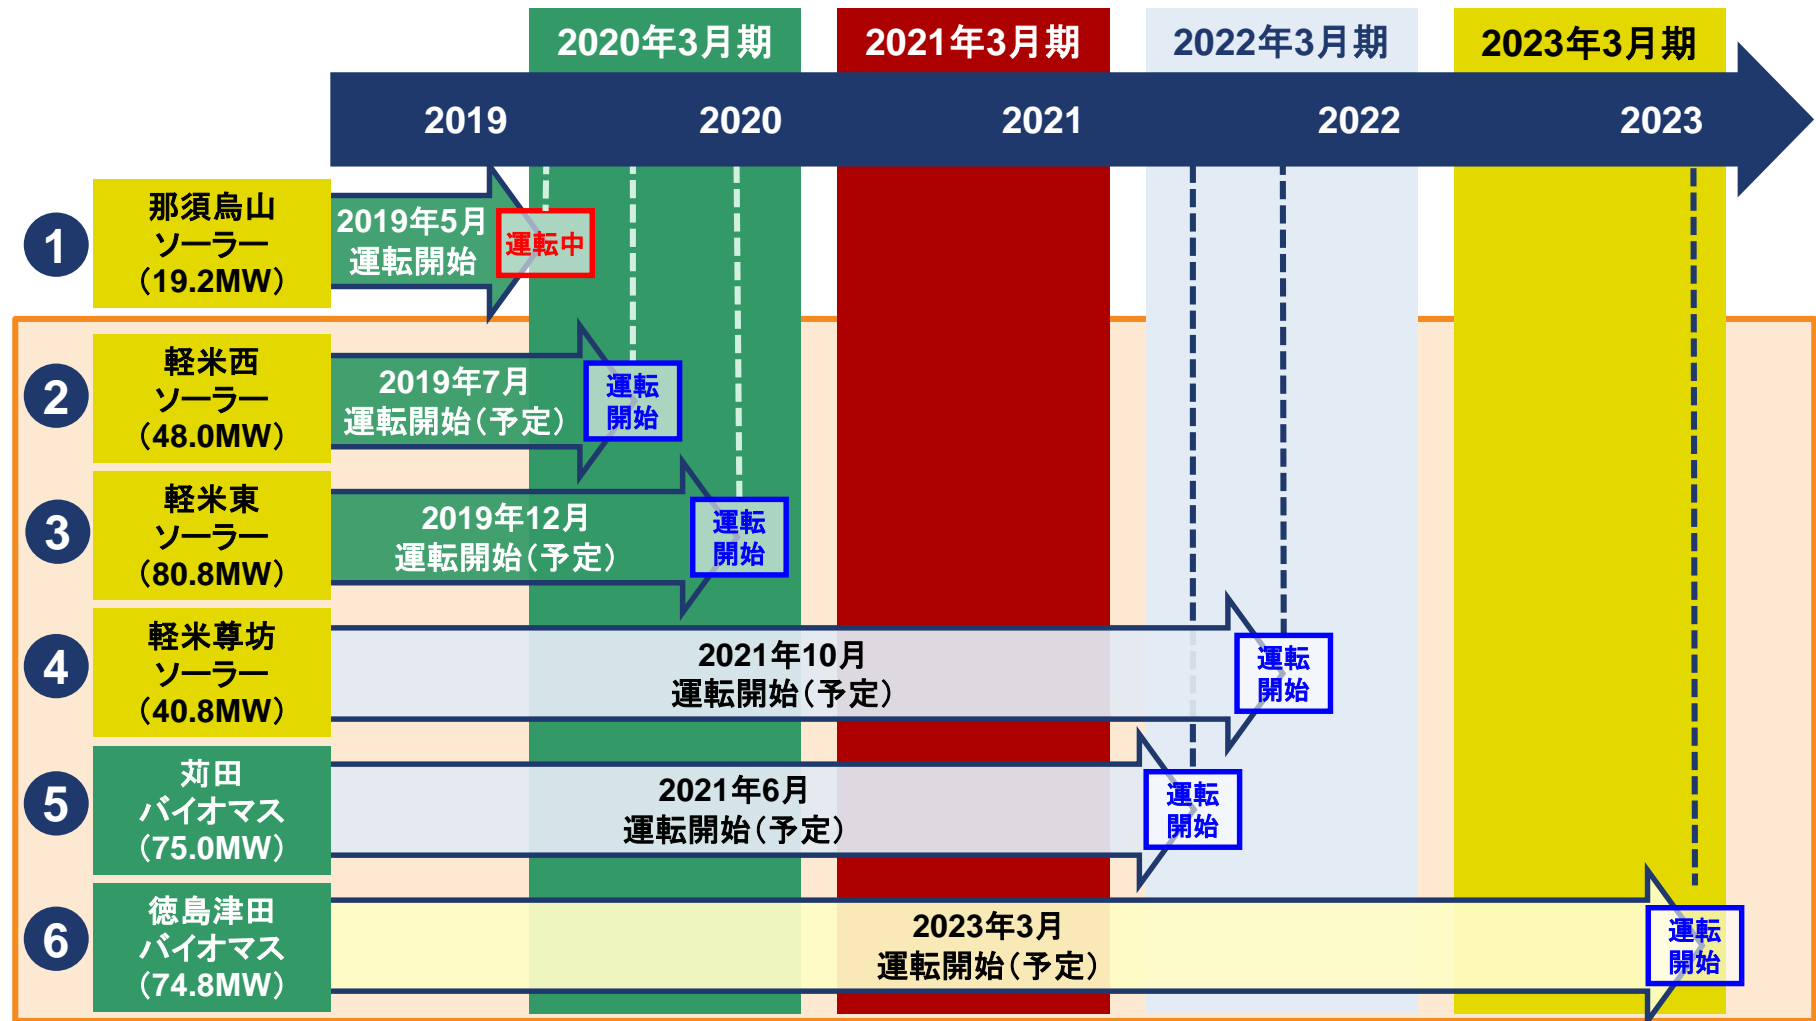 2020年3月期
2021年3月期
2022年3月期
2023年3月期
2019
2020
2021
2022
2023
1
那須烏山
ソーラー
(19.2MW)
2019年5月
運転開始
運転中
2
軽米西
ソーラー
(48.0MW)
2019年7月
運転開始(予定)
運転
開始
3
軽米東
ソーラー
(80.8MW)
2019年12月
運転開始(予定)
運転
開始
4
軽米尊坊
ソーラー
(40.8MW)
2021年10月
運転開始(予定)
運転
開始
5
苅田
バイオマス
(75.0MW)
2021年6月
運転開始(予定)
運転
開始
6
徳島津田
バイオマス
(74.8MW)
2023年3月
運転開始(予定)
運転
開始